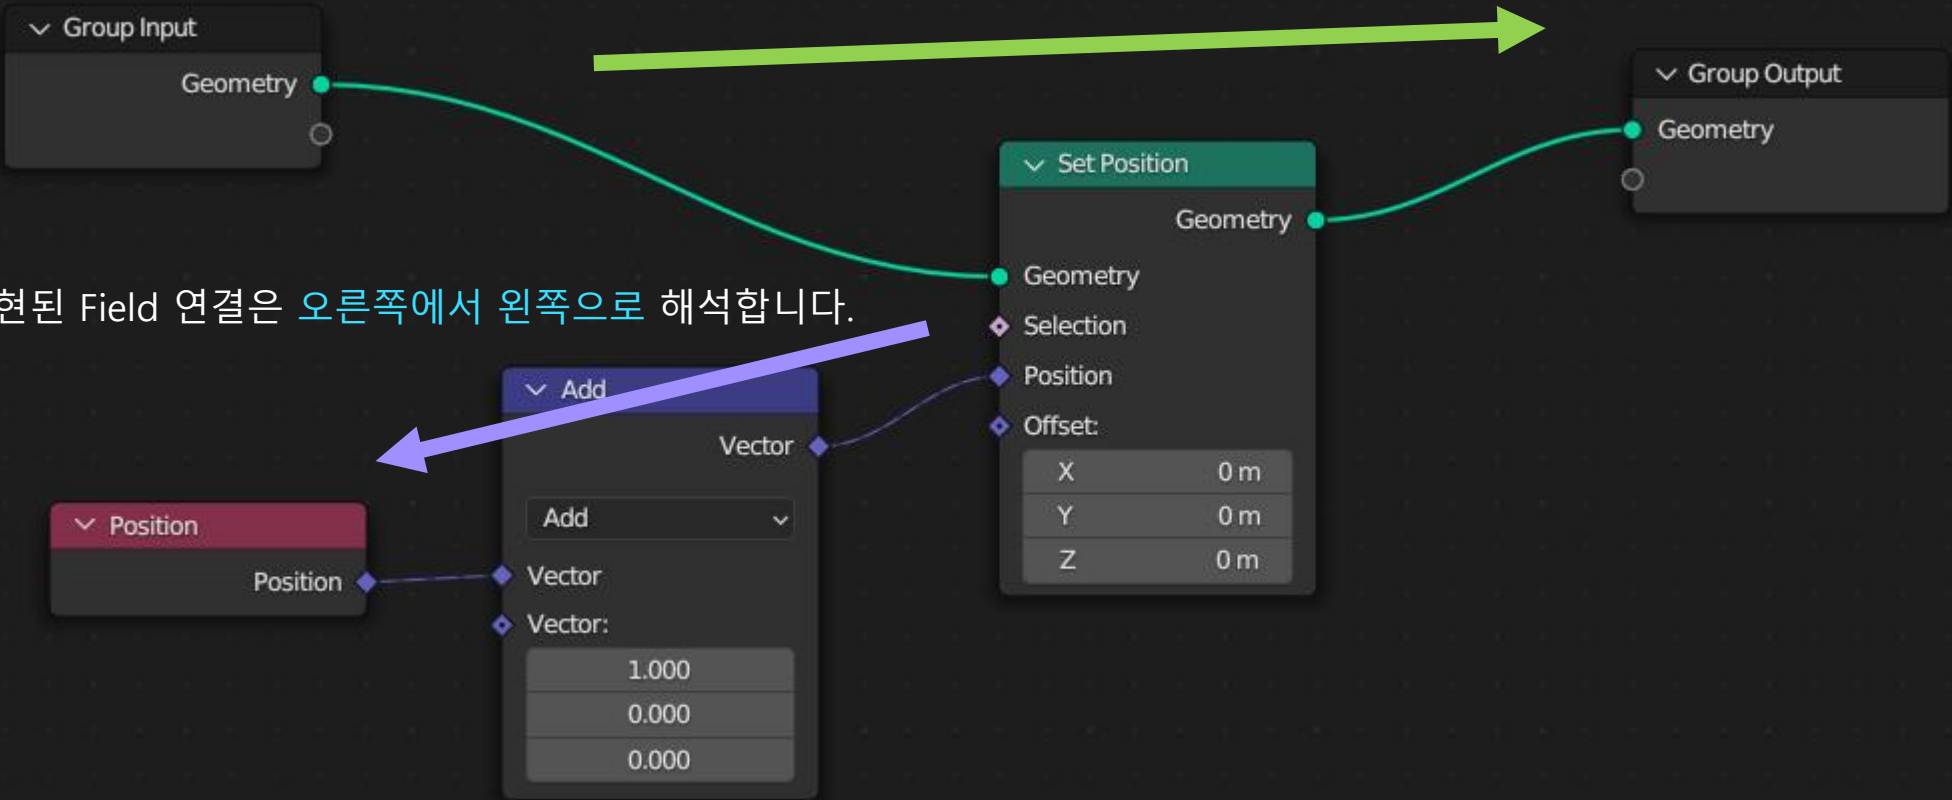 Group Input
Geometry
Group Output
Geometry
Set Position
Geometry
Geometry
Selection
Position
Offset:
X 0 m
Y 0 m
Z 0 m
현된 Field 연결은 오른쪽에서 왼쪽으로 해석합니다.
Add
Vector
Add
Vector
Vector:
1.000
0.000
0.000
Position
Position